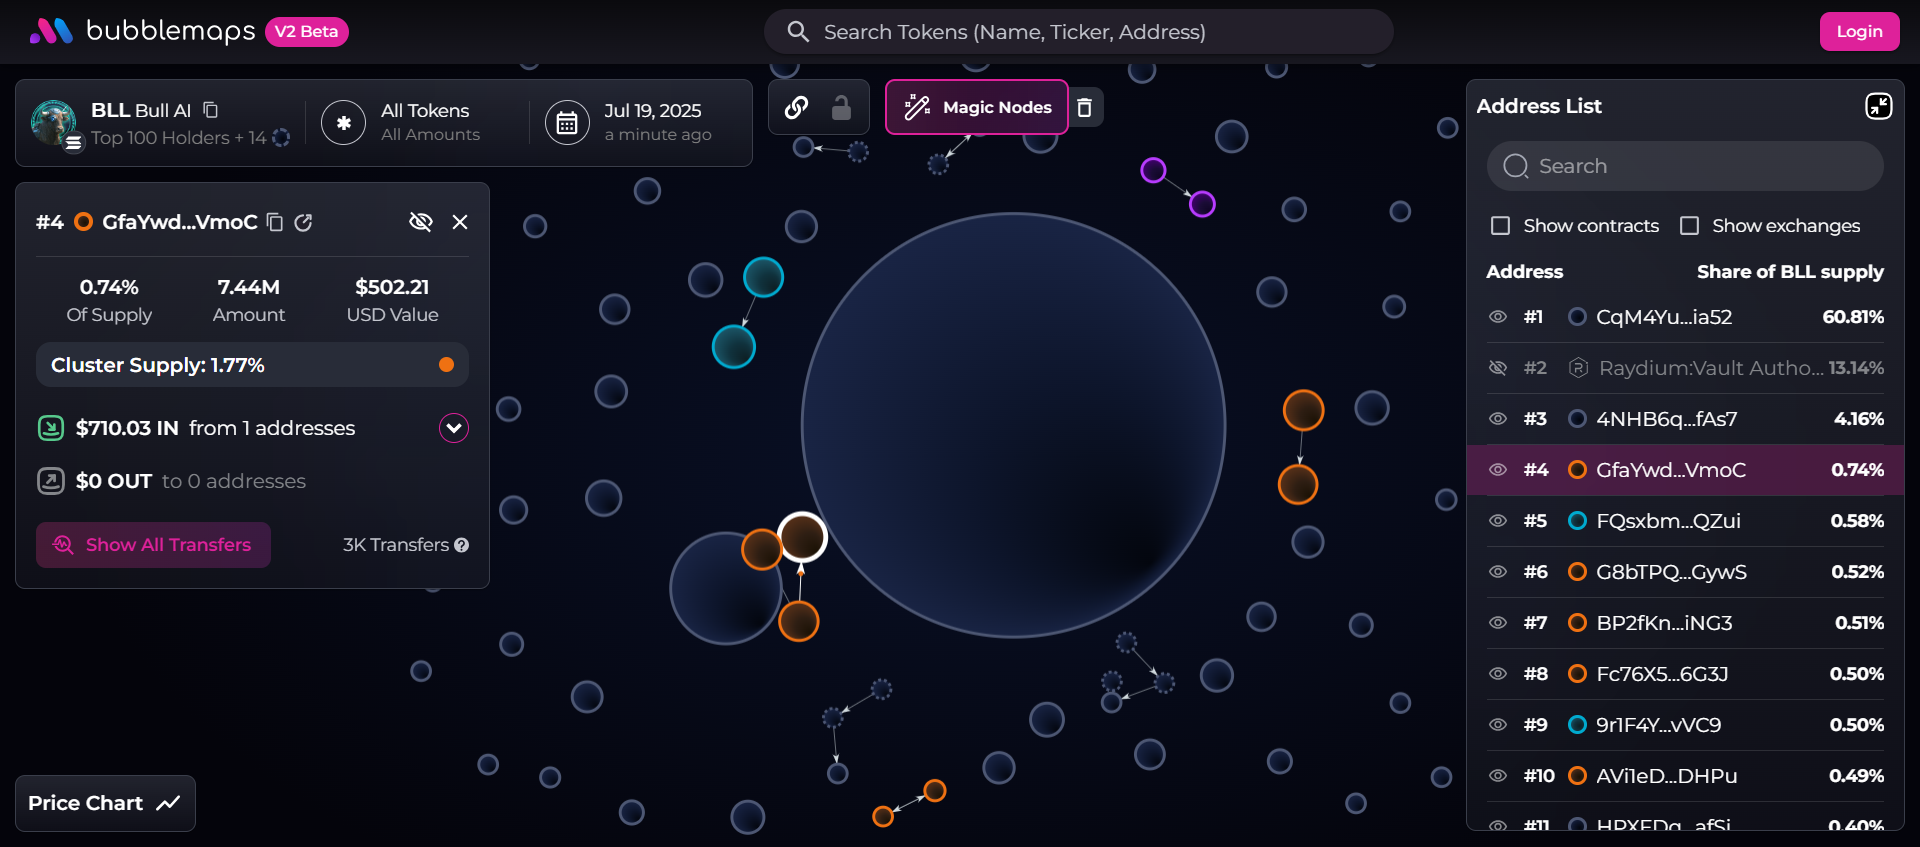 bubblemaps V2 Beta
Search Tokens (Name, Ticker, Address)
Login
BLL Bull AI
Top 100 Holders + 14
All Tokens
All Amounts
Jul 19, 2025
a minute ago
Magic Nodes
#4 GfaYwd...VmoC
0.74% 7.44M $502.21
Of Supply Amount USD Value
Cluster Supply: 1.77%
$710.03 IN from 1 addresses
$0 OUT to 0 addresses
Show All Transfers 3K Transfers ?
Price Chart
Address List
Search
Show contracts Show exchanges
Address Share of BLL supply
#1 CqM4Yu...ia52 60.81%
#2 Raydium:Vault Autho... 13.14%
#3 4NHB6q...fAs7 4.16%
#4 GfaYwd...VmoC 0.74%
#5 FQsxbm...QZui 0.58%
#6 G8bTPQ...GywS 0.52%
#7 BP2fKn...iNG3 0.51%
#8 Fc76X5...6G3J 0.50%
#9 9r1F4Y...vVC9 0.50%
#10 AVi1eD...DHPu 0.49%
#11 0.40%